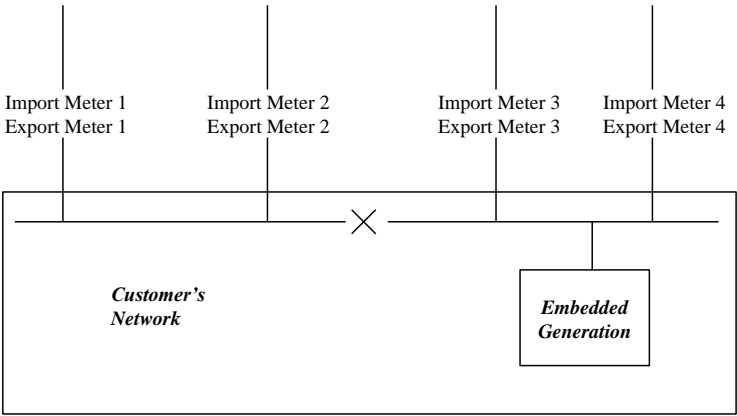 Import Meter 1
Export Meter 1
Import Meter 2
Export Meter 2
Import Meter 3
Export Meter 3
Import Meter 4
Export Meter 4
Customer’s
Network
Embedded
Generation